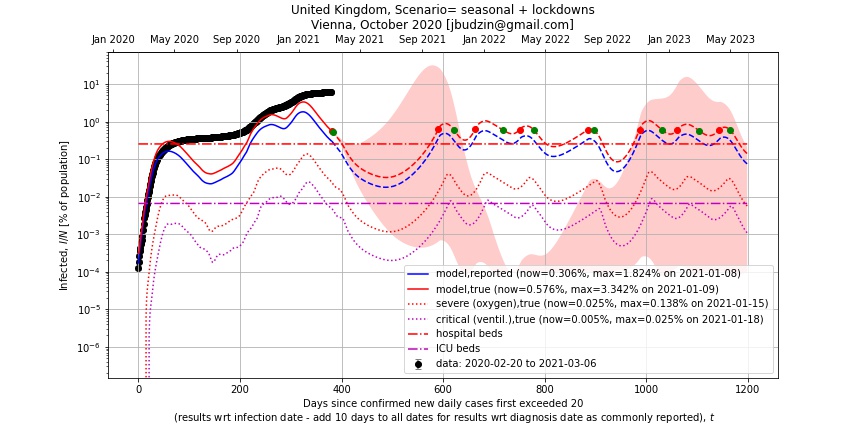 United Kingdom, Scenario= seasonal + lockdowns
Vienna, October 2020 [jbudzin@gmail.com]
Jan 2020 May 2020 Sep 2020 Jan 2021 May 2021 Sep 2021 Jan 2022 May 2022 Sep 2022 Jan 2023 May 2023
Infected, I/N [% of population]
10¹
10⁰
10⁻¹
10⁻²
10⁻³
10⁻⁴
10⁻⁵
10⁻⁶
model,reported (now=0.306%, max=1.824% on 2021-01-08)
model,true (now=0.576%, max=3.342% on 2021-01-09)
severe (oxygen),true (now=0.025%, max=0.138% on 2021-01-15)
critical (ventil.),true (now=0.005%, max=0.025% on 2021-01-18)
hospital beds
ICU beds
data: 2020-02-20 to 2021-03-06
0 200 400 600 800 1000 1200
Days since confirmed new daily cases first exceeded 20
(results wrt infection date - add 10 days to all dates for results wrt diagnosis date as commonly reported), t